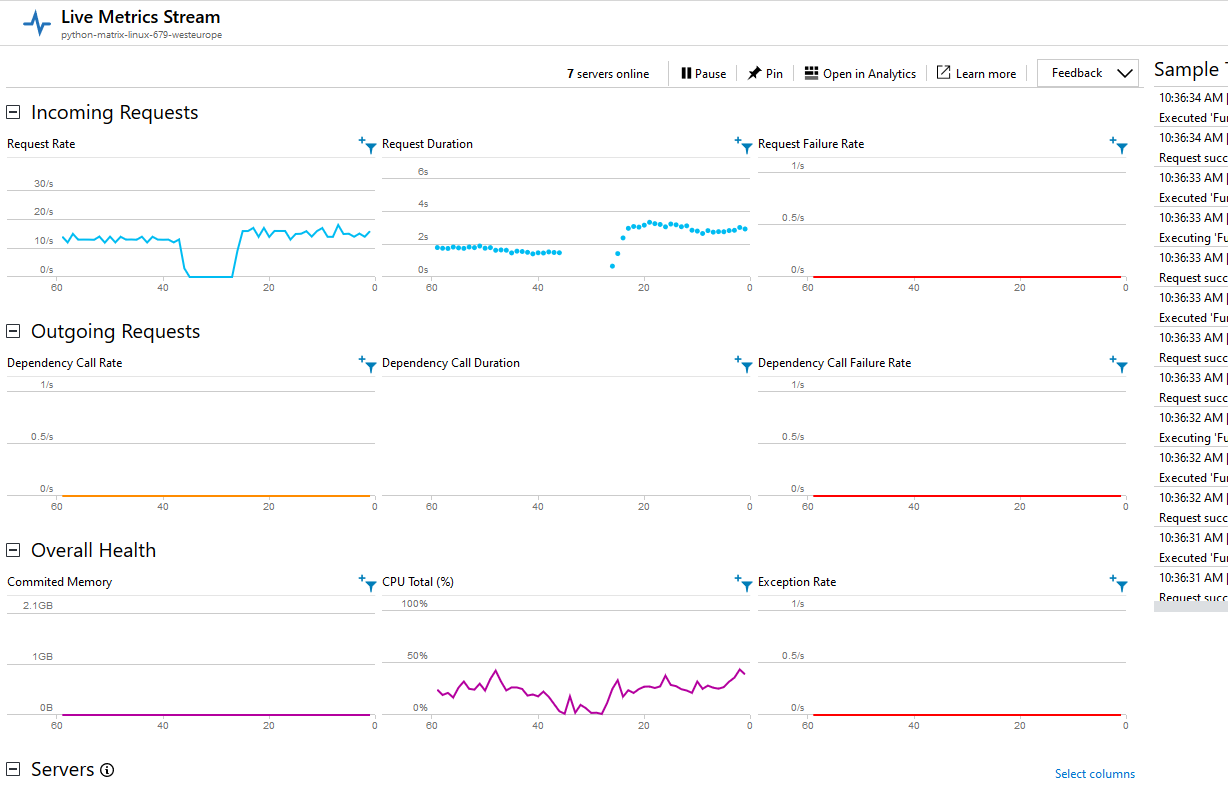 Live Metrics Stream
python-matrix-linux-679-westeurope
7 servers online Pause Pin Open in Analytics Learn more Feedback
Incoming Requests
Request Rate
30/s
20/s
10/s
0/s
60 40 20 0
Request Duration
6s
4s
2s
0s
60 40 20 0
Request Failure Rate
1/s
0.5/s
0/s
60 40 20 0
Outgoing Requests
Dependency Call Rate
1/s
0.5/s
0/s
60 40 20 0
Dependency Call Duration
60 40 20 0
Dependency Call Failure Rate
1/s
0.5/s
0/s
60 40 20 0
Overall Health
Commited Memory
2.1GB
1GB
0B
60 40 20 0
CPU Total (%)
100%
50%
0%
60 40 20 0
Exception Rate
1/s
0.5/s
0/s
60 40 20 0
Servers
Select columns
Sample
10:36:34 AM |
Executed 'Fu
10:36:34 AM |
Request succ
10:36:33 AM |
Executed 'Fu
10:36:33 AM |
Executing 'Fu
10:36:33 AM |
Request succ
10:36:33 AM |
Executed 'Fu
10:36:33 AM |
Request succ
10:36:33 AM |
Request succ
10:36:32 AM |
Executing 'Fu
10:36:32 AM |
Executed 'Fu
10:36:32 AM |
Request succ
10:36:31 AM |
Executed 'Fu
10:36:31 AM |
Request succ